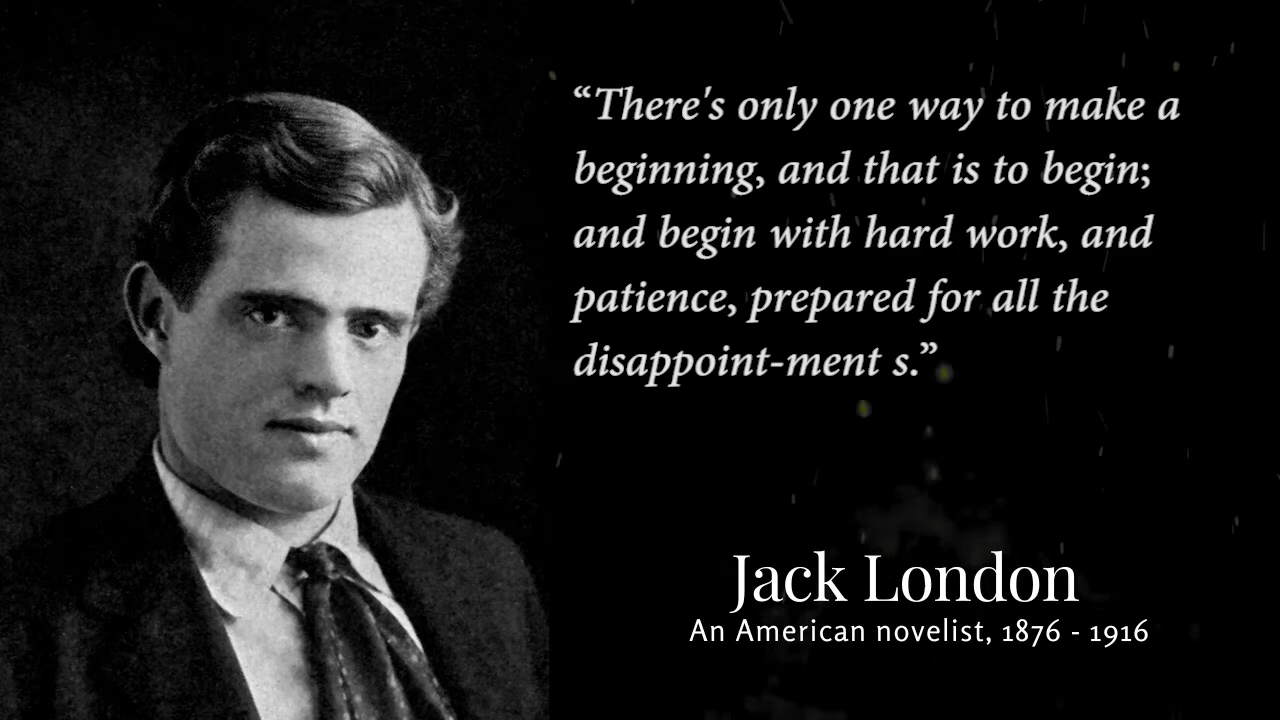 “There's only one way to make a
beginning, and that is to begin;
and begin with hard work, and
patience, prepared for all the
disappoint-ment s.”
Jack London
An American novelist, 1876 - 1916